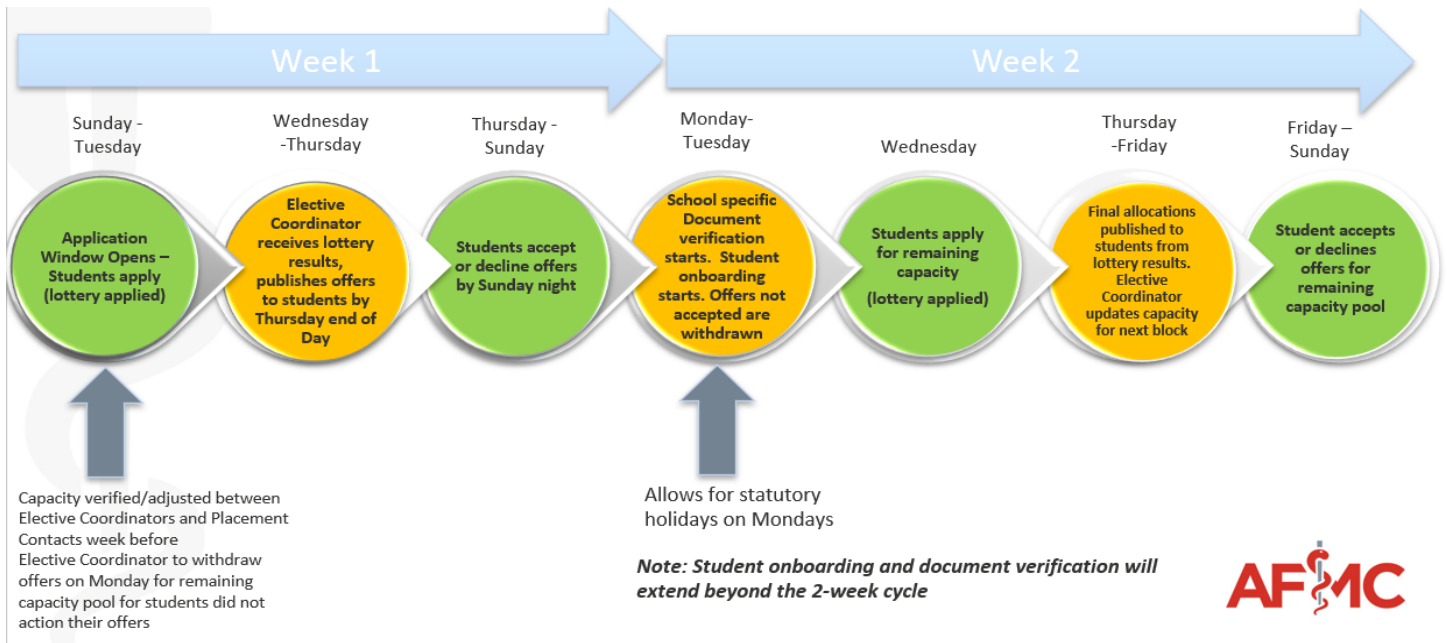 Week 1
Week 2
Sunday -
Tuesday
Wednesday
-Thursday
Thursday -
Sunday
Monday-
Tuesday
Wednesday
Thursday
-Friday
Friday –
Sunday
Application
Window Opens –
Students apply
(lottery applied)
Elective
Coordinator
receives lottery
results,
publishes offers
to students by
Thursday end of
Day
Students accept
or decline offers
by Sunday night
School specific
Document
verification
starts. Student
onboarding
starts. Offers not
accepted are
withdrawn
Students apply
for remaining
capacity
(lottery applied)
Final allocations
published to
students from
lottery results.
Elective
Coordinator
updates capacity
for next block
Student accepts
or declines
offers for
remaining
capacity pool
Capacity verified/adjusted between
Elective Coordinators and Placement
Contacts week before
Elective Coordinator to withdraw
offers on Monday for remaining
capacity pool for students did not
action their offers
Allows for statutory
holidays on Mondays
Note: Student onboarding and document verification will
extend beyond the 2-week cycle
AFMC